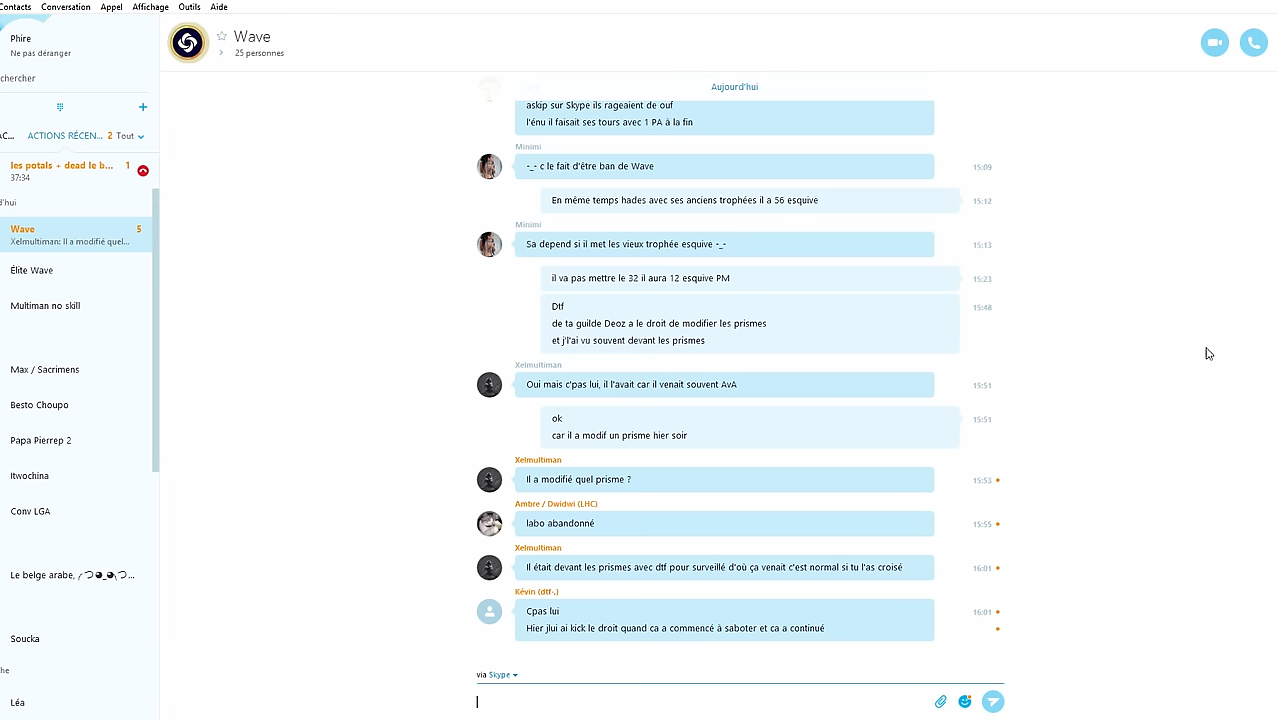 Contacts Conversation Appel Affichage Outils Aide
Phire
Ne pas déranger
chercher
AC... ACTIONS RÉCEN... 2 Tout
les potals + dead le b... 1
37:34
d'hui
Wave 5
Xelmultiman: Il a modifié quel...
Élite Wave
Multiman no skill
Max / Sacrimens
Besto Choupo
Papa Pierrep 2
Itwochina
Conv LGA
Le belge arabe, ╭つ◕_◕╮つ...
Soucka
he
Léa
Wave
25 personnes
Aujourd'hui
askip sur Skype ils rageaient de ouf
l'énu il faisait ses tours avec 1 PA à la fin
Minimi
-_- c le fait d'être ban de Wave 15:09
En même temps hades avec ses anciens trophées il a 56 esquive 15:12
Minimi
Sa depend si il met les vieux trophée esquive -_- 15:13
il va pas mettre le 32 il aura 12 esquive PM 15:23
Dtf 15:48
de ta guilde Deoz a le droit de modifier les prismes
et j'l'ai vu souvent devant les prismes
Xelmultiman
Oui mais c'pas lui, il l'avait car il venait souvent AvA 15:51
ok 15:51
car il a modif un prisme hier soir
Xelmultiman
Il a modifié quel prisme ? 15:53
Ambre / Dwidwi (LHC)
labo abandonné 15:55
Xelmultiman
Il était devant les prismes avec dtf pour surveillé d'où ça venait c'est normal si tu l'as croisé 16:01
Kévin (dtf-.)
Cpas lui 16:01
Hier jlui ai kick le droit quand ca a commencé à saboter et ca a continué
via Skype